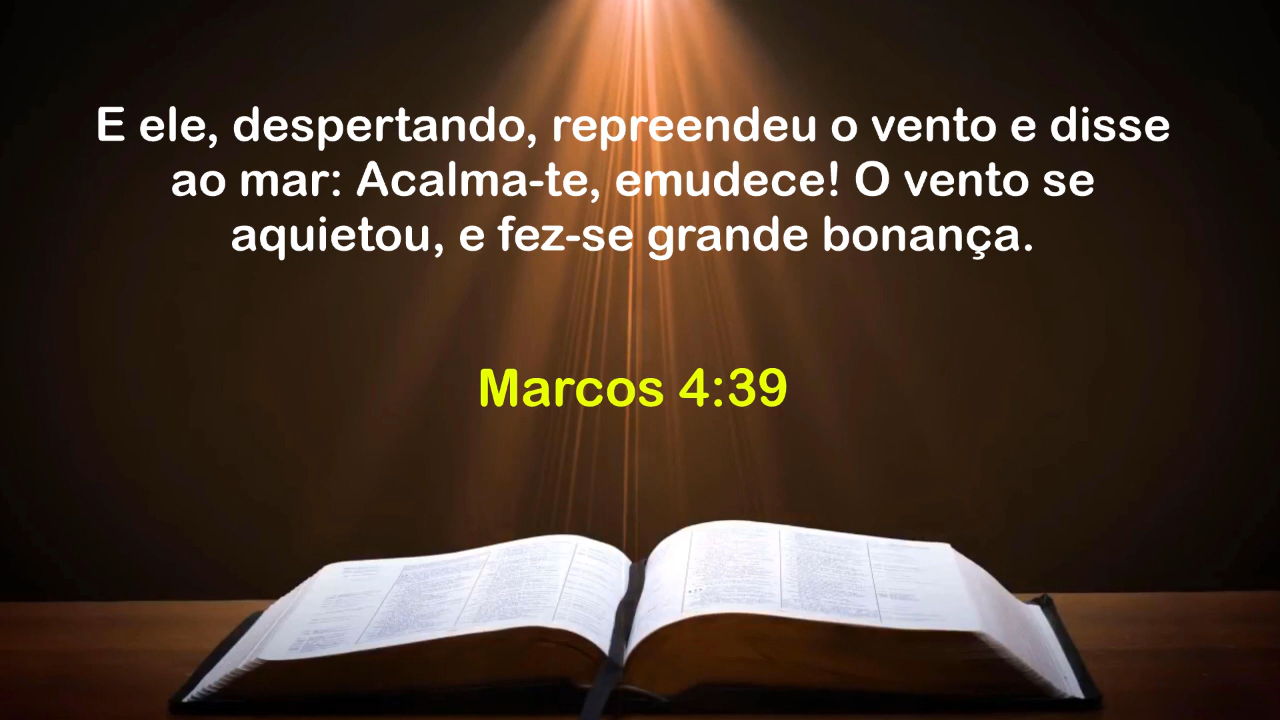 E ele, despertando, repreendeu o vento e disse
ao mar: Acalma-te, emudece! O vento se
aquietou, e fez-se grande bonança.
Marcos 4:39